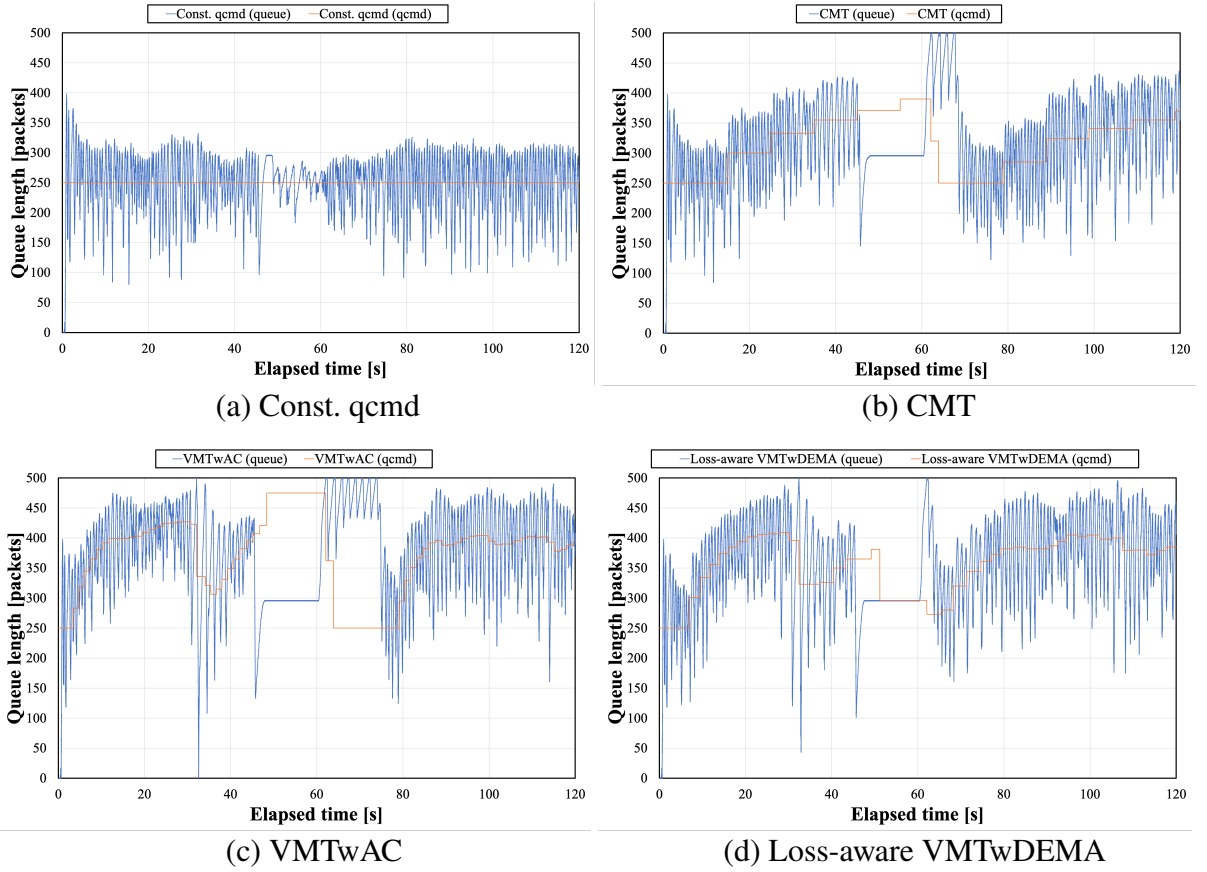 Const. qcmd (queue) Const. qcmd (qcmd)
Queue length [packets]
500
450
400
350
300
250
200
150
100
50
0
0 20 40 60 80 100 120
Elapsed time [s]
(a) Const. qcmd
CMT (queue) CMT (qcmd)
Queue length [packets]
500
450
400
350
300
250
200
150
100
50
0
0 20 40 60 80 100 120
Elapsed time [s]
(b) CMT
VMTwAC (queue) VMTwAC (qcmd)
Queue length [packets]
500
450
400
350
300
250
200
150
100
50
0
0 20 40 60 80 100 120
Elapsed time [s]
(c) VMTwAC
Loss-aware VMTwDEMA (queue) Loss-aware VMTwDEMA (qcmd)
Queue length [packets]
500
450
400
350
300
250
200
150
100
50
0
0 20 40 60 80 100 120
Elapsed time [s]
(d) Loss-aware VMTwDEMA